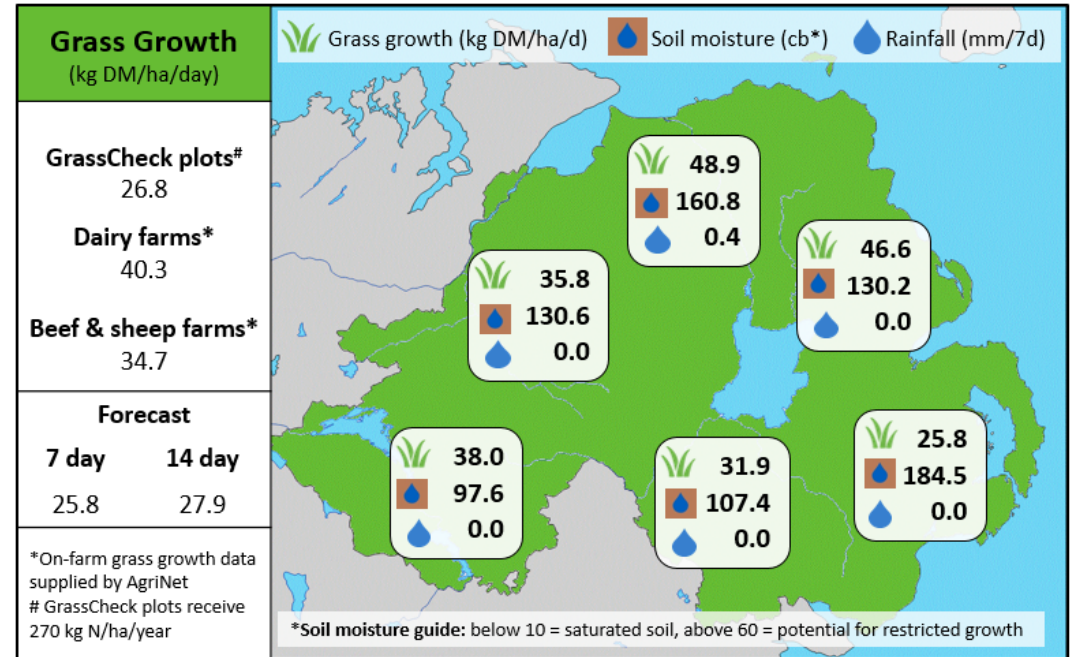 Grass Growth
(kg DM/ha/day)
GrassCheck plots#
26.8
Dairy farms*
40.3
Beef & sheep farms*
34.7
Forecast
7 day 14 day
25.8 27.9
*On-farm grass growth data
supplied by AgriNet
# GrassCheck plots receive
270 kg N/ha/year
Grass growth (kg DM/ha/d) Soil moisture (cb*) Rainfall (mm/7d)
48.9
160.8
0.4
46.6
130.2
0.0
35.8
130.6
0.0
38.0
97.6
0.0
31.9
107.4
0.0
25.8
184.5
0.0
*Soil moisture guide: below 10 = saturated soil, above 60 = potential for restricted growth